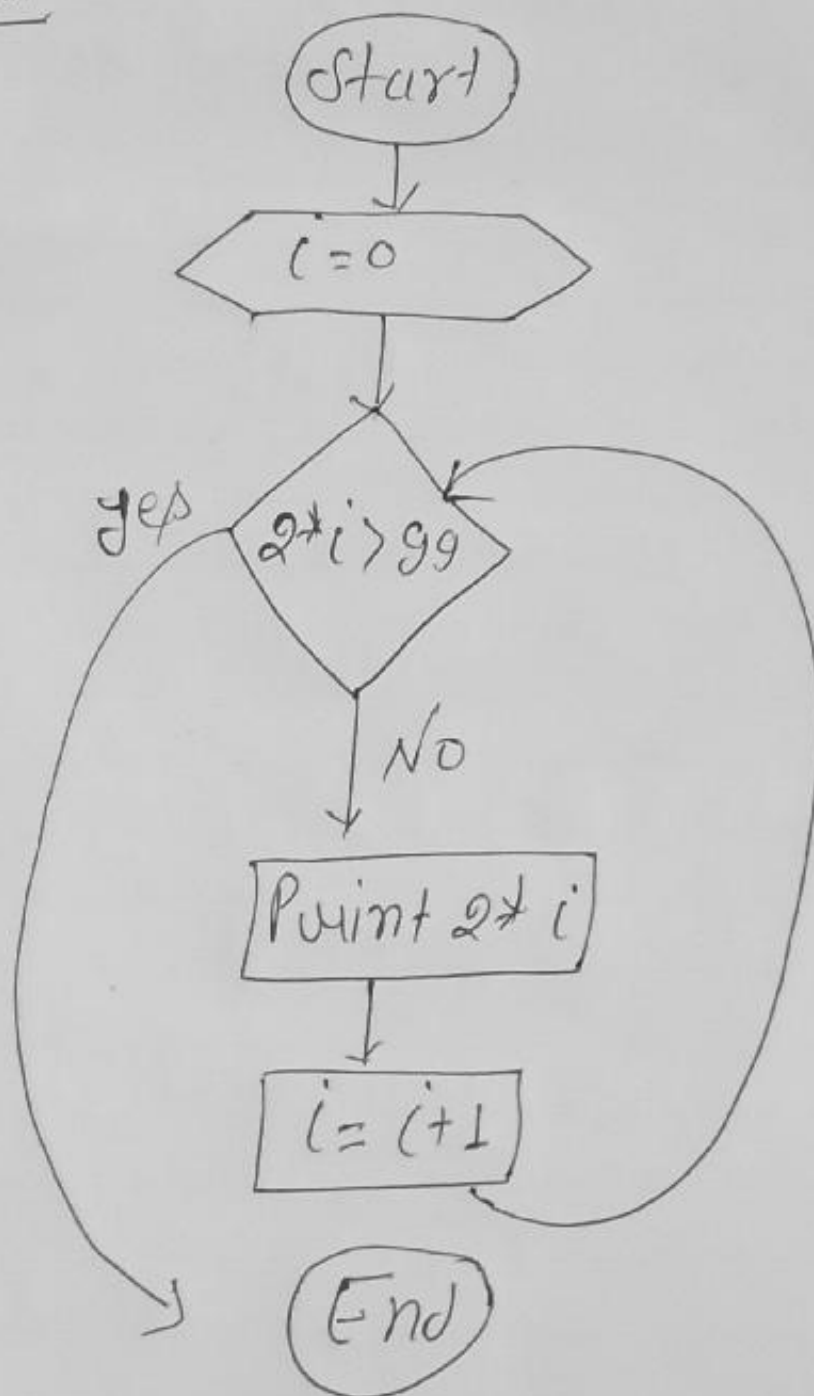 Start
i = 0
2*i > 99
yes
NO
Print 2* i
i = i+1
End